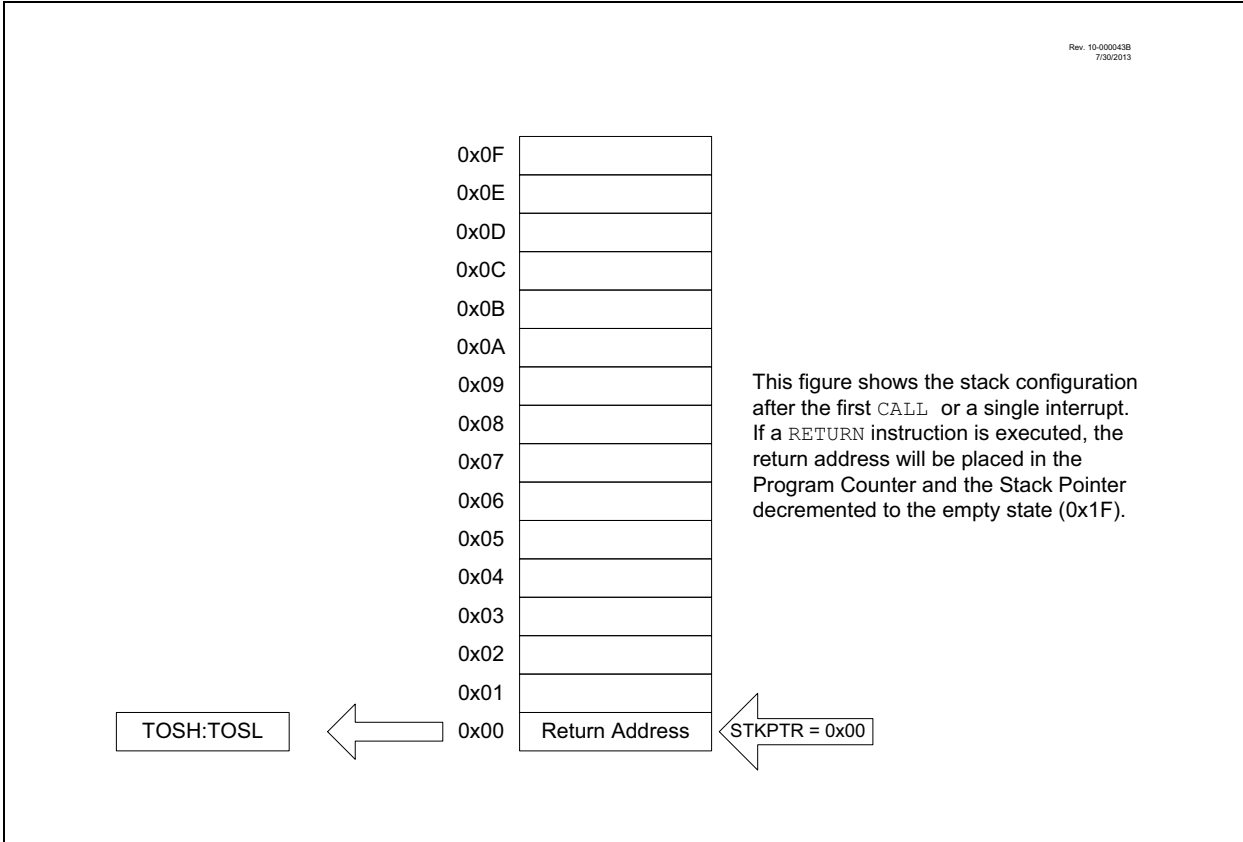 Rev. 10-000043B
7/30/2013
0x0F
0x0E
0x0D
0x0C
0x0B
0x0A
0x09
0x08
0x07
0x06
0x05
0x04
0x03
0x02
0x01
This figure shows the stack configuration
after the first CALL or a single interrupt.
If a RETURN instruction is executed, the
return address will be placed in the
Program Counter and the Stack Pointer
decremented to the empty state (0x1F).
TOSH:TOSL
0x00
Return Address
STKPTR = 0x00